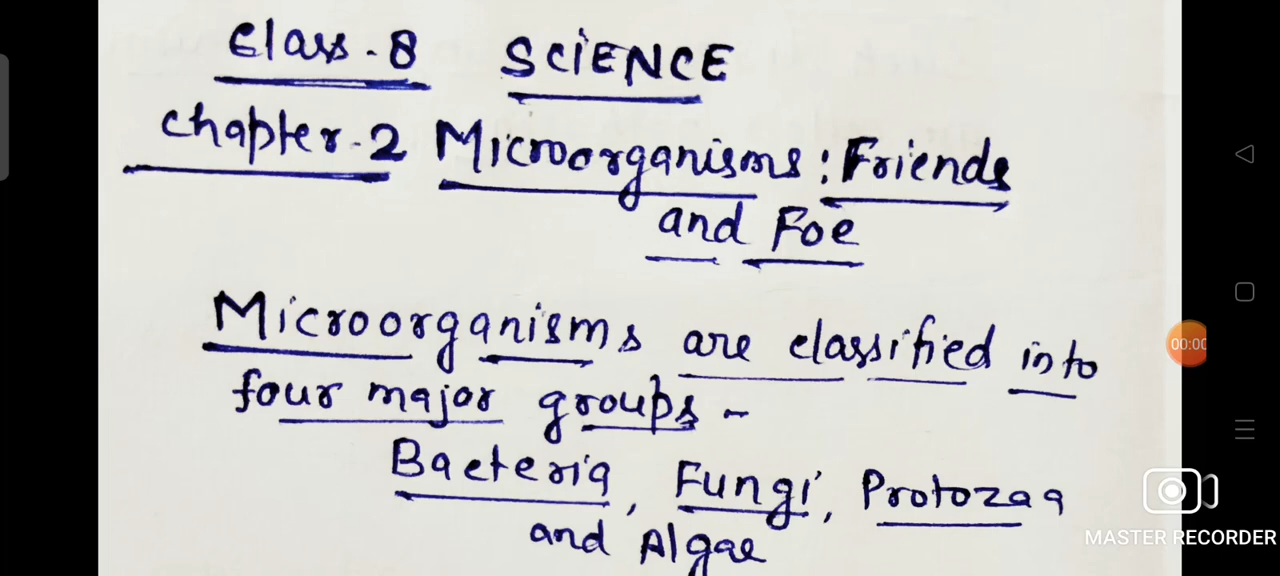 Class-8 SCIENCE
Chapter-2 Microorganisms: Friends
and Foe
Microorganisms are classified into
four major groups -
Bacteria, Fungi, Protozoa
and Algae
00:00
MASTER RECORDER